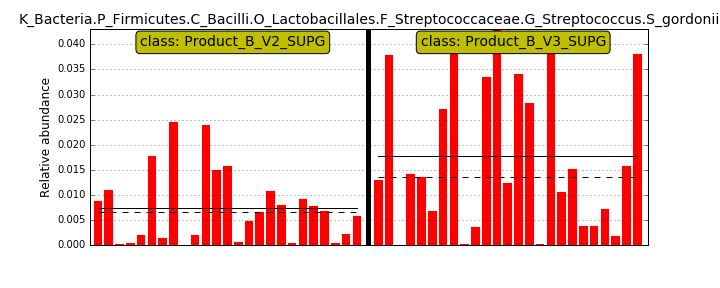 K_Bacteria.P_Firmicutes.C_Bacilli.O_Lactobacillales.F_Streptococcaceae.G_Streptococcus.S_gordonii
class: Product_B_V2_SUPG
class: Product_B_V3_SUPG
Relative abundance
0.040
0.035
0.030
0.025
0.020
0.015
0.010
0.005
0.000